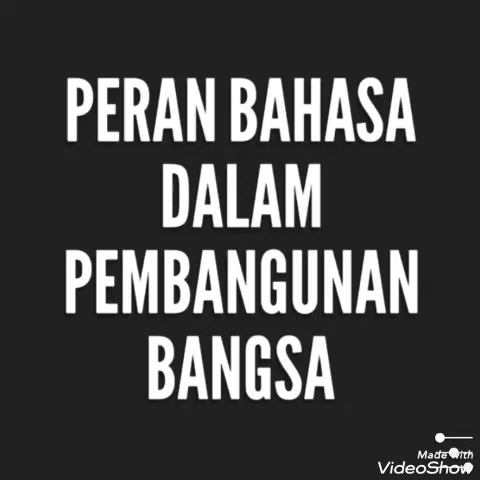 PERAN BAHASA
DALAM
PEMBANGUNAN
BANGSA
Made with
VideoShow